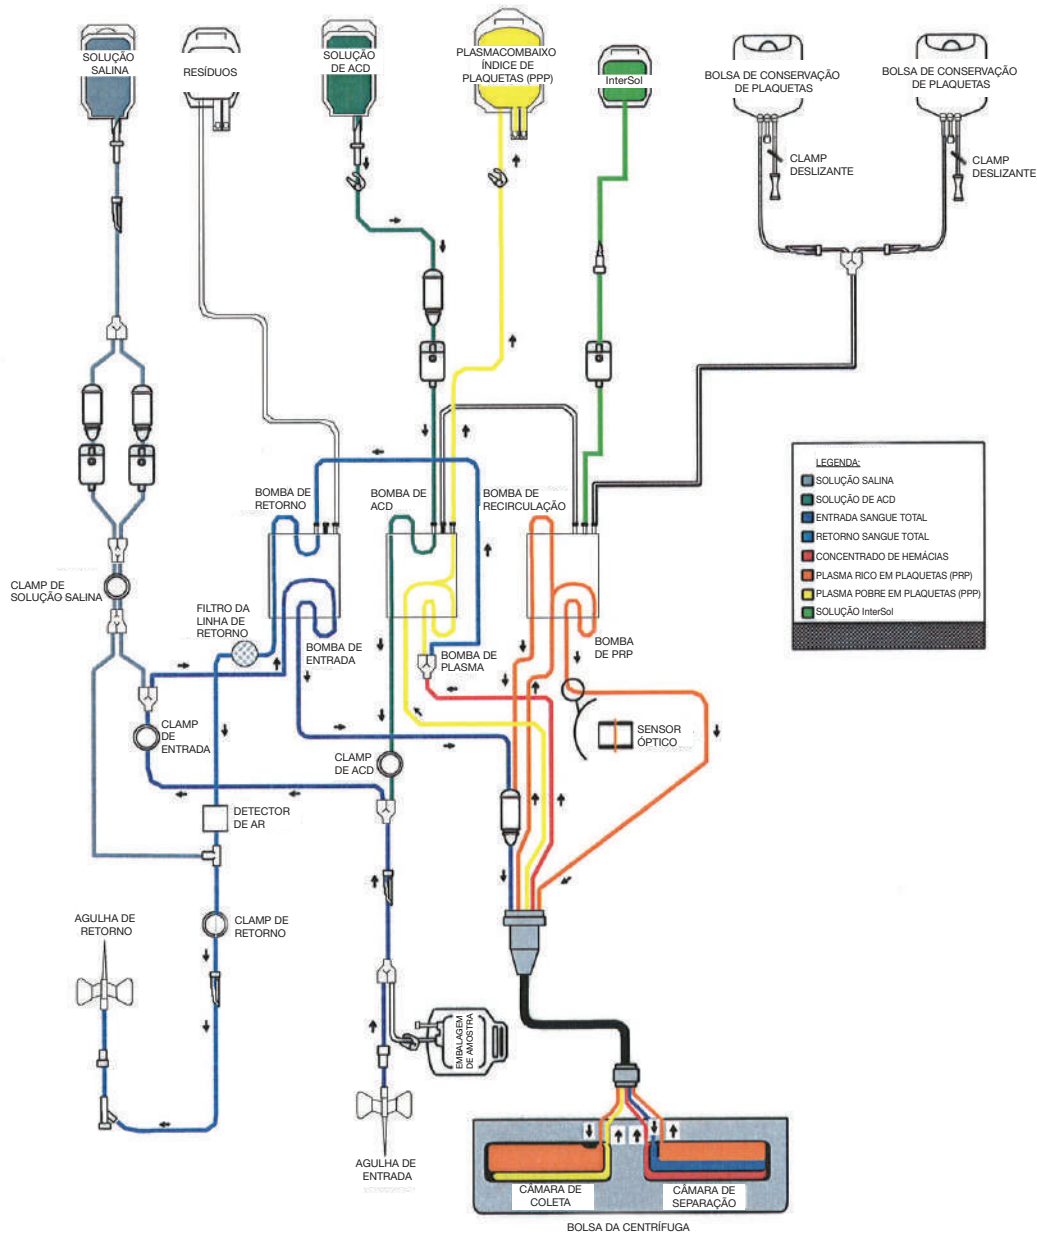 SOLUÇÃO
SALINA
RESÍDUOS
SOLUÇÃO
DE ACD
PLASMACOMBAIXO
ÍNDICE DE
PLAQUETAS (PPP)
InterSol
BOLSA DE CONSERVAÇÃO
DE PLAQUETAS
BOLSA DE CONSERVAÇÃO
DE PLAQUETAS
CLAMP
DESLIZANTE
CLAMP
DESLIZANTE
BOMBA DE
RETORNO
BOMBA DE
ACD
BOMBA DE
RECIRCULAÇÃO
LEGENDA:
SOLUÇÃO SALINA
SOLUÇÃO DE ACD
ENTRADA SANGUE TOTAL
RETORNO SANGUE TOTAL
CONCENTRADO DE HEMÁCIAS
PLASMA RICO EM PLAQUETAS (PRP)
PLASMA POBRE EM PLAQUETAS (PPP)
SOLUÇÃO InterSol
CLAMP DE
SOLUÇÃO SALINA
FILTRO DA
LINHA DE
RETORNO
BOMBA DE
ENTRADA
BOMBA DE
PLASMA
BOMBA
DE PRP
CLAMP
DE
ENTRADA
CLAMP
DE ACD
SENSOR
ÓPTICO
DETECTOR
DE AR
AGULHA DE
RETORNO
CLAMP DE
RETORNO
EMBALAGEM
DE AMOSTRA
AGULHA DE
ENTRADA
CÂMARA DE
COLETA
CÂMARA DE
SEPARAÇÃO
BOLSA DA CENTRÍFUGA